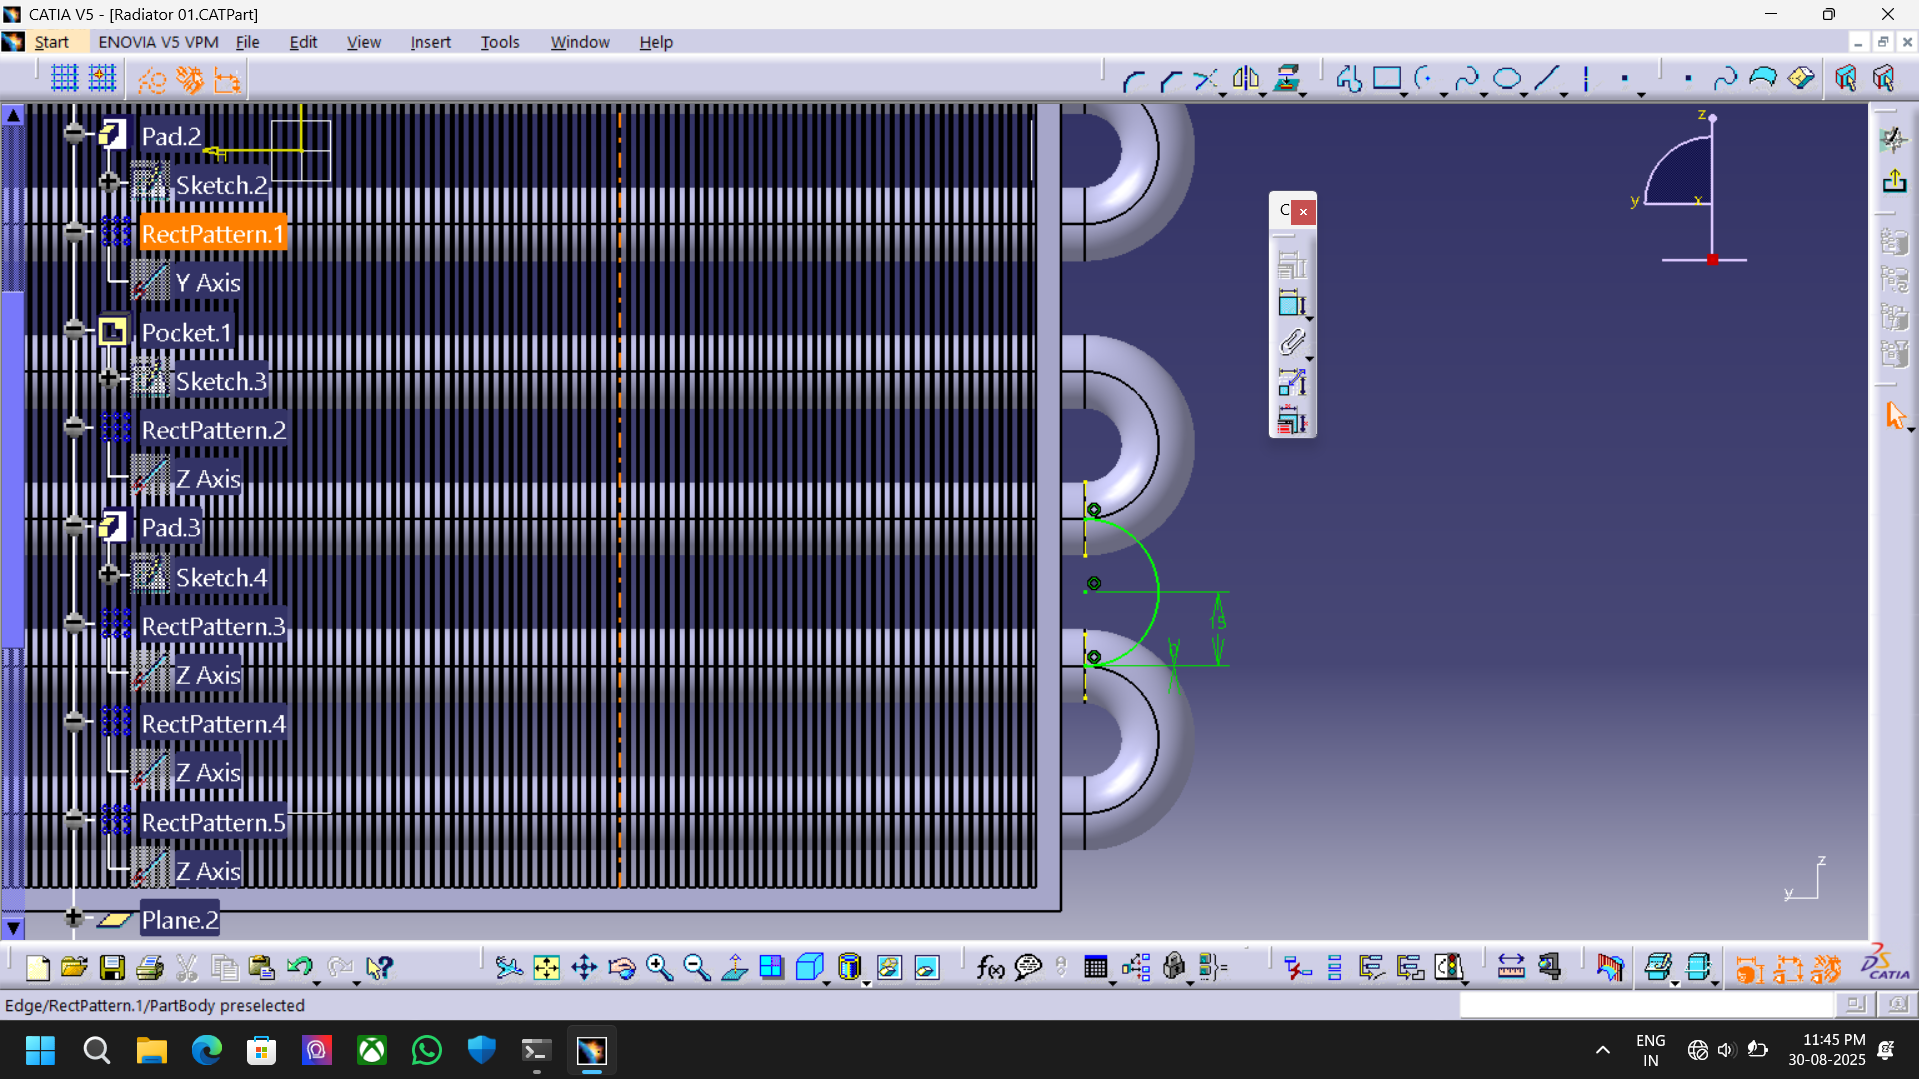 CATIA V5 - [Radiator 01.CATPart]
Start ENOVIA V5 VPM File Edit View Insert Tools Window Help
Pad.2
H
Sketch.2
RectPattern.1
Y Axis
Pocket.1
Sketch.3
RectPattern.2
Z Axis
Pad.3
Sketch.4
RectPattern.3
Z Axis
RectPattern.4
Z Axis
RectPattern.5
Z Axis
Plane.2
C
15
z
y
x
z
y
f(x)
CATIA
Edge/RectPattern.1/PartBody preselected
ENG
IN
11:45 PM
30-08-2025